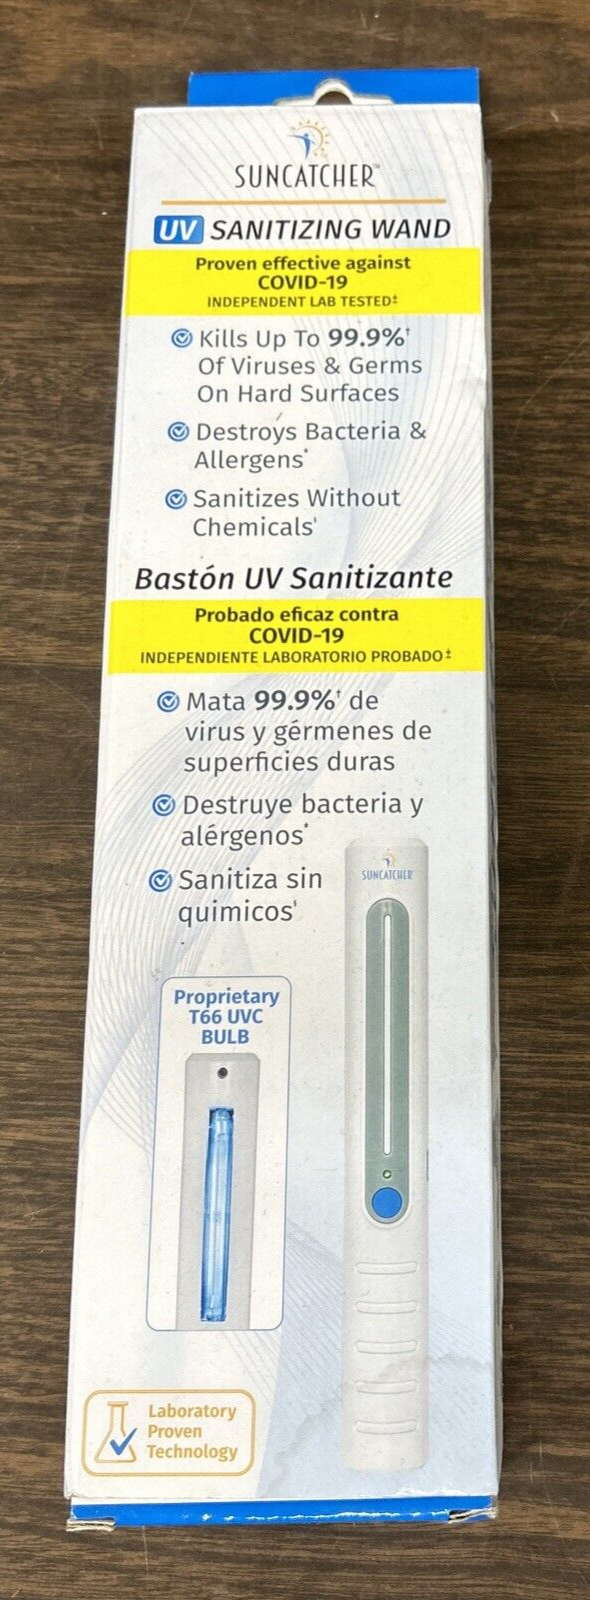 SUNCATCHER™
UV SANITIZING WAND
Proven effective against
COVID-19
INDEPENDENT LAB TESTED‡
Kills Up To 99.9%†
Of Viruses & Germs
On Hard Surfaces
Destroys Bacteria &
Allergens*
Sanitizes Without
Chemicals¹
Bastón UV Sanitizante
Probado eficaz contra
COVID-19
INDEPENDIENTE LABORATORIO PROBADO‡
Mata 99.9%† de
virus y gérmenes de
superficies duras
Destruye bacteria y
alérgenos*
Sanitiza sin
quimicos¹
SUNCATCHER
Proprietary
T66 UVC
BULB
Laboratory
Proven
Technology